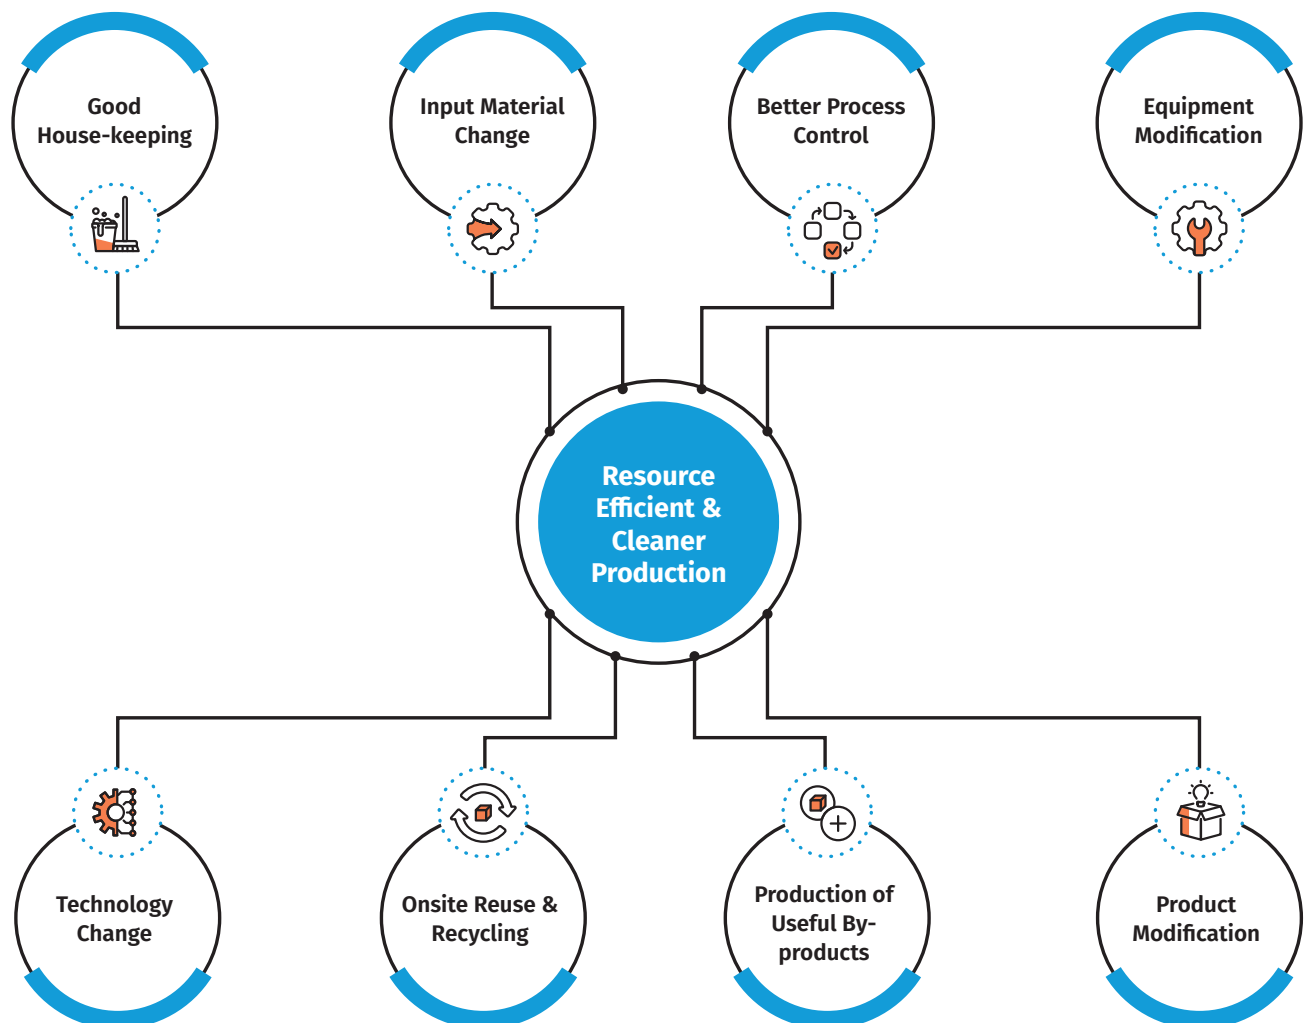 Good
House-keeping
Input Material
Change
Better Process
Control
Equipment
Modification
Resource
Efficient &
Cleaner
Production
Technology
Change
Onsite Reuse &
Recycling
Production of
Useful By-
products
Product
Modification